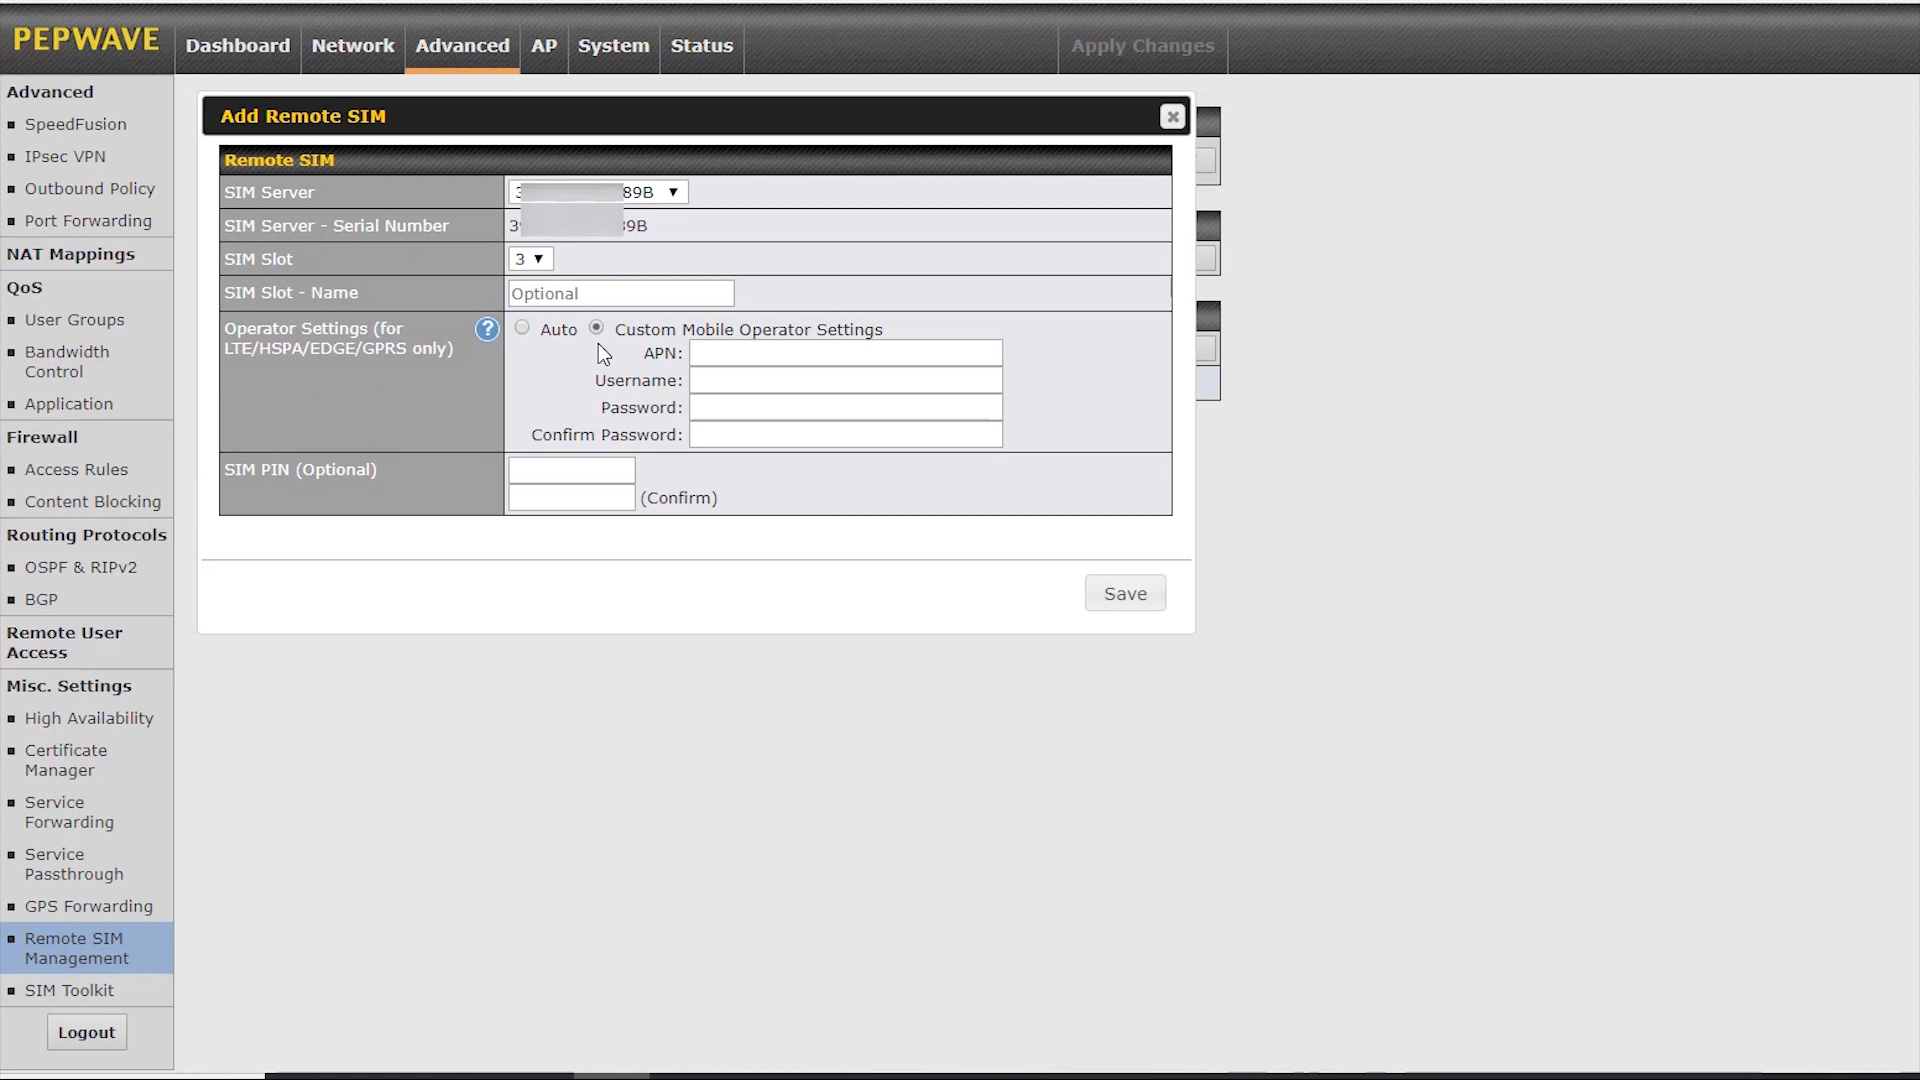 PEPWAVE
Dashboard Network Advanced AP System Status Apply Changes
Advanced
SpeedFusion
IPsec VPN
Outbound Policy
Port Forwarding
NAT Mappings
QoS
User Groups
Bandwidth
Control
Application
Firewall
Access Rules
Content Blocking
Routing Protocols
OSPF & RIPv2
BGP
Remote User
Access
Misc. Settings
High Availability
Certificate
Manager
Service
Forwarding
Service
Passthrough
GPS Forwarding
Remote SIM
Management
SIM Toolkit
Logout
Add Remote SIM
Remote SIM
SIM Server 89B
SIM Server - Serial Number 9B
SIM Slot 3
SIM Slot - Name Optional
Operator Settings (for
LTE/HSPA/EDGE/GPRS only) ?
Auto Custom Mobile Operator Settings
APN:
Username:
Password:
Confirm Password:
SIM PIN (Optional)
(Confirm)
Save